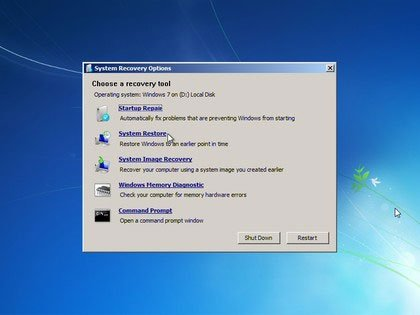 System Recovery Options
Choose a recovery tool
Operating system: Windows 7 on (D:) Local Disk
Startup Repair
Automatically fix problems that are preventing Windows from starting
System Restore
Restore Windows to an earlier point in time
System Image Recovery
Recover your computer using a system image you created earlier
Windows Memory Diagnostic
Check your computer for memory hardware errors
Command Prompt
Open a command prompt window
Shut Down
Restart